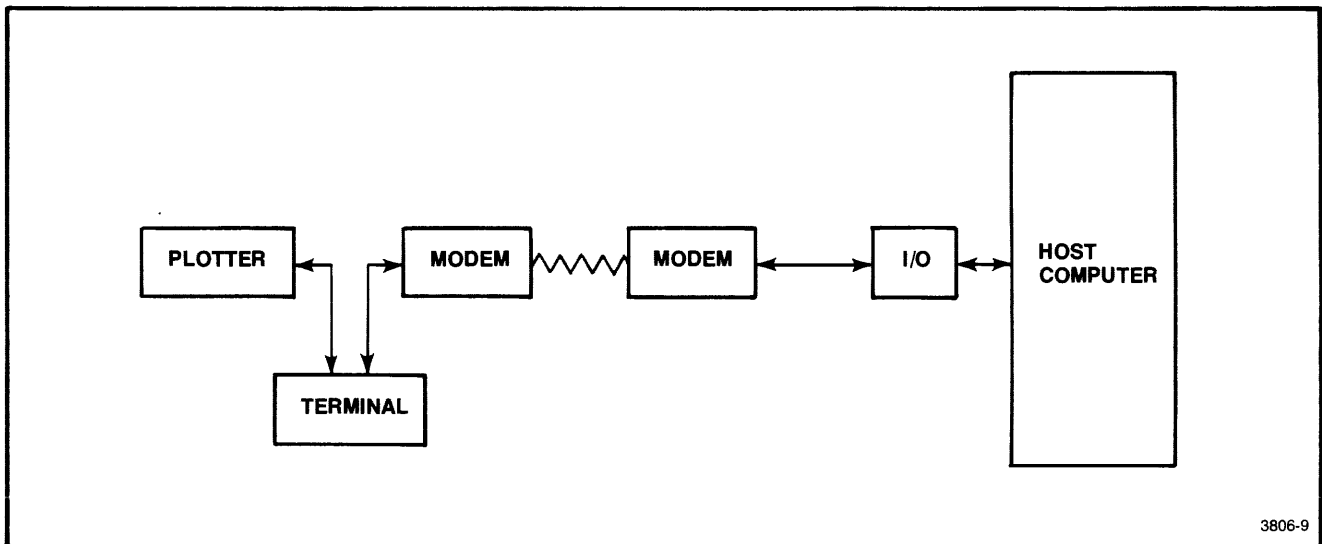 PLOTTER
MODEM
MODEM
I/O
HOST
COMPUTER
TERMINAL
3806-9